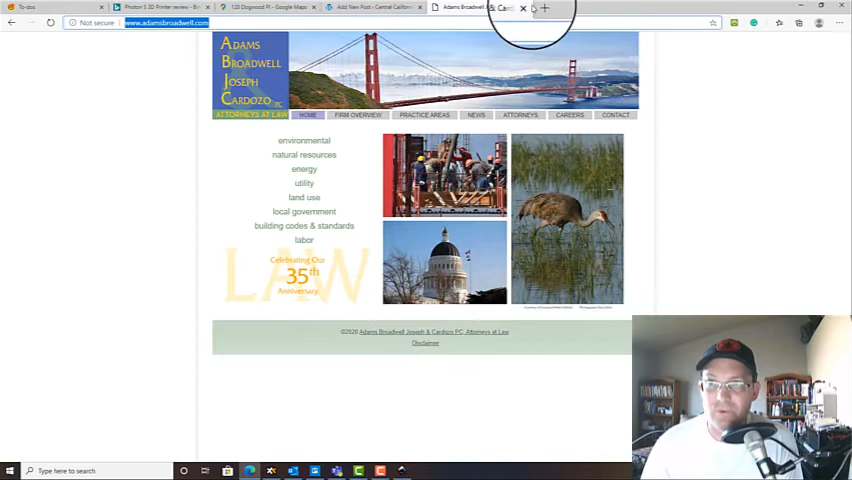 To-dos
Photon S 3D Printer review - Bi
120 Dogwood Pl - Google Maps
Add New Post ‹ Central Californi
Adams Broadwell J
& Car
Not secure
www.adamsbroadwell.com
ADAMS
BROADWELL
JOSEPH
CARDOZO PC
ATTORNEYS AT LAW
HOME
FIRM OVERVIEW
PRACTICE AREAS
NEWS
ATTORNEYS
CAREERS
CONTACT
environmental
natural resources
energy
utility
land use
local government
building codes & standards
labor
LAW
Celebrating Our
35th
Anniversary
©2020 Adams Broadwell Joseph & Cardozo PC, Attorneys at Law
Disclaimer
Type here to search